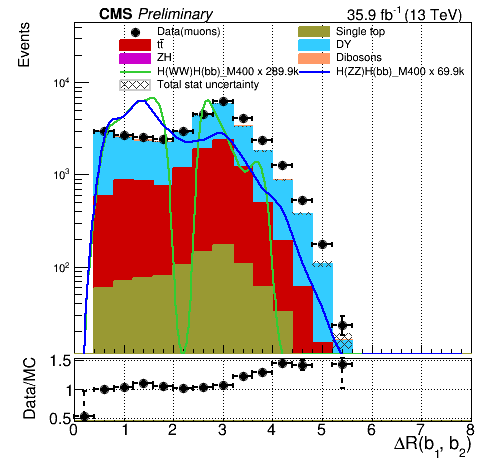 CMS Preliminary 35.9 fb⁻¹ (13 TeV)
Events
Data(muons) Single top
tt̄ DY
ZH Dibosons
H(WW)H(bb)_M400 x 289.9k H(ZZ)H(bb)_M400 x 69.9k
Total stat uncertainty
10⁴
10³
10²
Data/MC
1.5
1
0.5
0 1 2 3 4 5 6 7 8
ΔR(b₁, b₂)